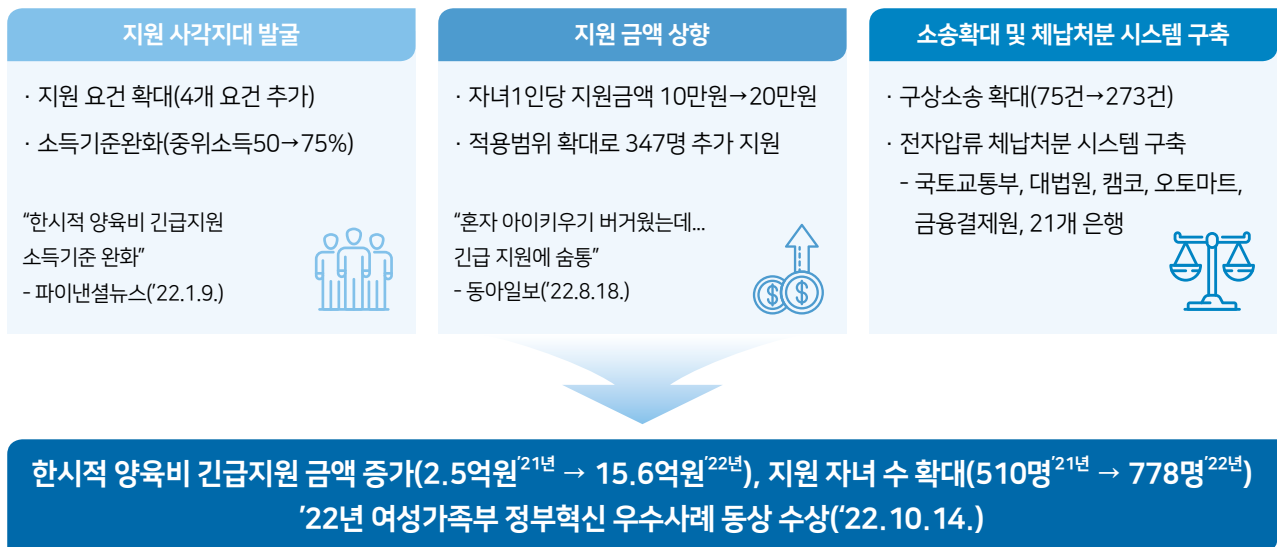 지원 사각지대 발굴
· 지원 요건 확대(4개 요건 추가)
· 소득기준완화(중위소득50→75%)
“한시적 양육비 긴급지원
소득기준 완화”
- 파이낸셜뉴스(’22.1.9.)
지원 금액 상향
· 자녀1인당 지원금액 10만원→20만원
· 적용범위 확대로 347명 추가 지원
“혼자 아이키우기 버거웠는데...
긴급 지원에 숨통”
- 동아일보(’22.8.18.)
소송확대 및 체납처분 시스템 구축
· 구상소송 확대(75건→273건)
· 전자압류 체납처분 시스템 구축
- 국토교통부, 대법원, 캠코, 오토마트,
금융결제원, 21개 은행
한시적 양육비 긴급지원 금액 증가(2.5억원’21년 → 15.6억원’22년), 지원 자녀 수 확대(510명’21년 → 778명’22년)
’22년 여성가족부 정부혁신 우수사례 동상 수상(‘22.10.14.)